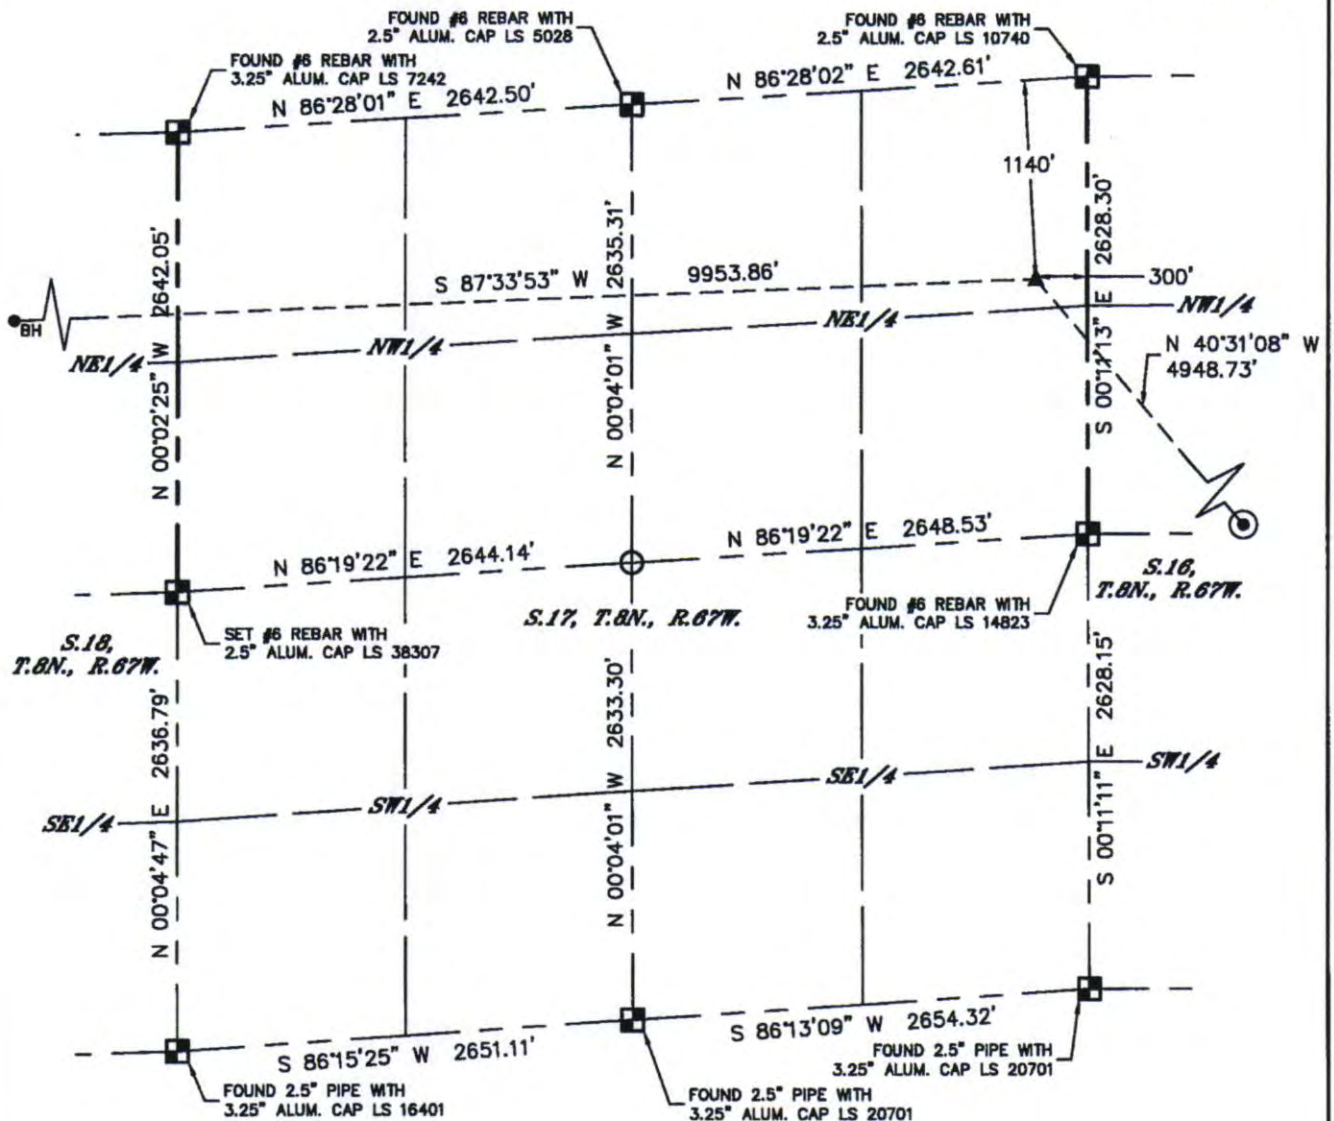 FOUND #6 REBAR WITH
2.5" ALUM. CAP LS 5028
FOUND #6 REBAR WITH
2.5" ALUM. CAP LS 10740
FOUND #6 REBAR WITH
3.25" ALUM. CAP LS 7242
N 86°28'01" E 2642.50'
N 86°28'02" E 2642.61'
1140'
N 00°02'25" W 2642.05'
N 00°04'01" W 2635.31'
S 00°11'13" E 2628.30'
S 87°33'53" W 9953.86'
300'
BH
NE1/4
NW1/4
NE1/4
NW1/4
N 40°31'08" W
4948.73'
N 86°19'22" E 2644.14'
N 86°19'22" E 2648.53'
S.16,
T.8N., R.67W.
S.17, T.8N., R.67W.
FOUND #6 REBAR WITH
3.25" ALUM. CAP LS 14823
SET #6 REBAR WITH
2.5" ALUM. CAP LS 38307
S.18,
T.8N., R.67W.
N 00°04'47" E 2636.79'
N 00°04'01" W 2633.30'
S 00°11'11" E 2628.15'
SE1/4
SW1/4
SE1/4
SW1/4
S 86°15'25" W 2651.11'
S 86°13'09" W 2654.32'
FOUND 2.5" PIPE WITH
3.25" ALUM. CAP LS 20701
FOUND 2.5" PIPE WITH
3.25" ALUM. CAP LS 16401
FOUND 2.5" PIPE WITH
3.25" ALUM. CAP LS 20701